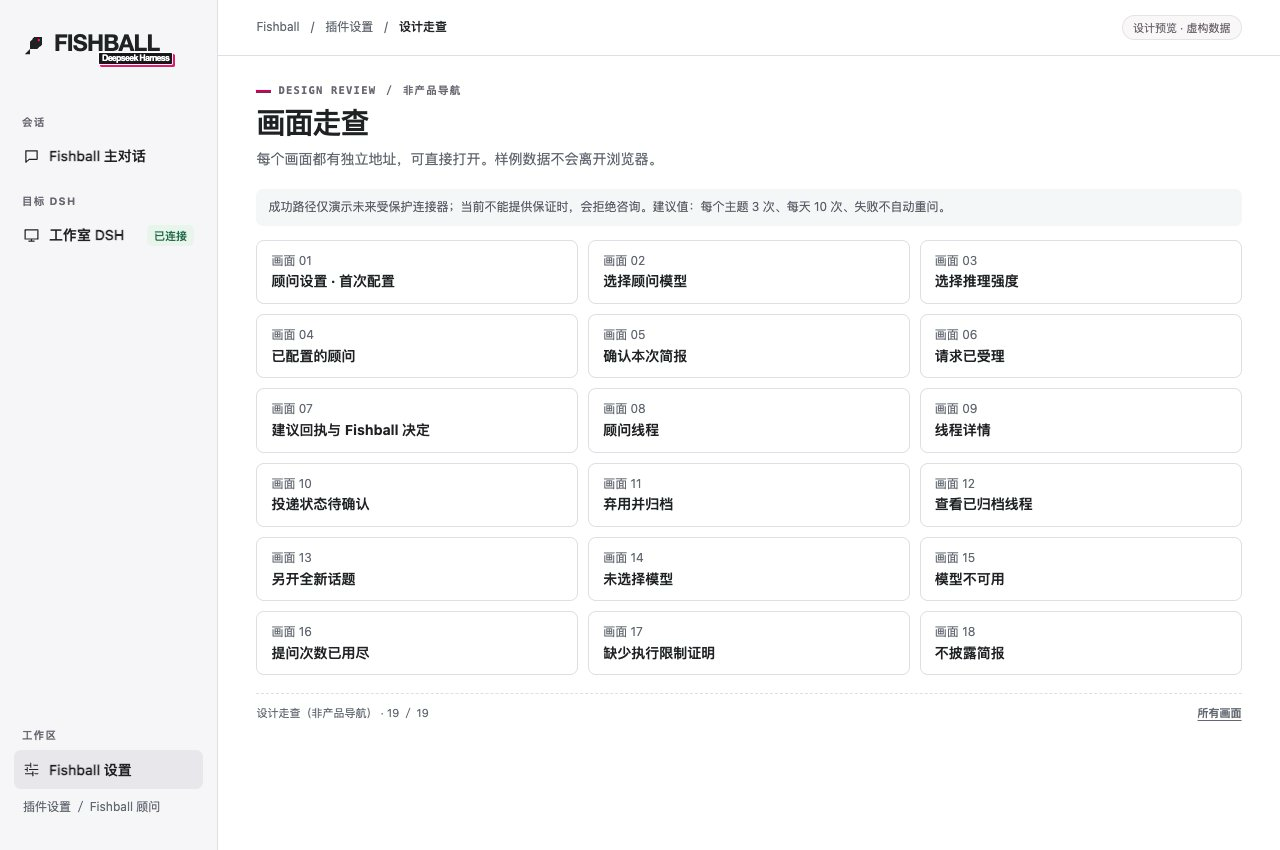 FISHBALL
Deepseek Harness
会话
Fishball 主对话
目标 DSH
工作室 DSH
已连接
工作区
Fishball 设置
插件设置 / Fishball 顾问
Fishball / 插件设置 / 设计走查
设计预览 · 虚构数据
DESIGN REVIEW / 非产品导航
画面走查
每个画面都有独立地址，可直接打开。样例数据不会离开浏览器。
成功路径仅演示未来受保护连接器；当前不能提供保证时，会拒绝咨询。建议值：每个主题 3 次、每天 10 次、失败不自动重问。
画面 01
顾问设置 · 首次配置
画面 02
选择顾问模型
画面 03
选择推理强度
画面 04
已配置的顾问
画面 05
确认本次简报
画面 06
请求已受理
画面 07
建议回执与 Fishball 决定
画面 08
顾问线程
画面 09
线程详情
画面 10
投递状态待确认
画面 11
弃用并归档
画面 12
查看已归档线程
画面 13
另开全新话题
画面 14
未选择模型
画面 15
模型不可用
画面 16
提问次数已用尽
画面 17
缺少执行限制证明
画面 18
不披露简报
设计走查（非产品导航） · 19 / 19
所有画面